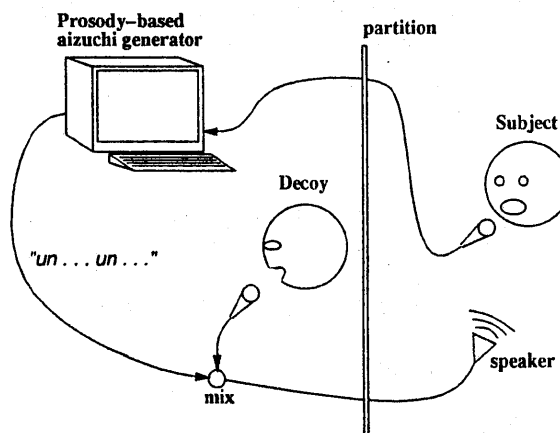 Prosody-based
aizuchi generator
partition
Subject
Decoy
"un . . . un . . ."
speaker
mix